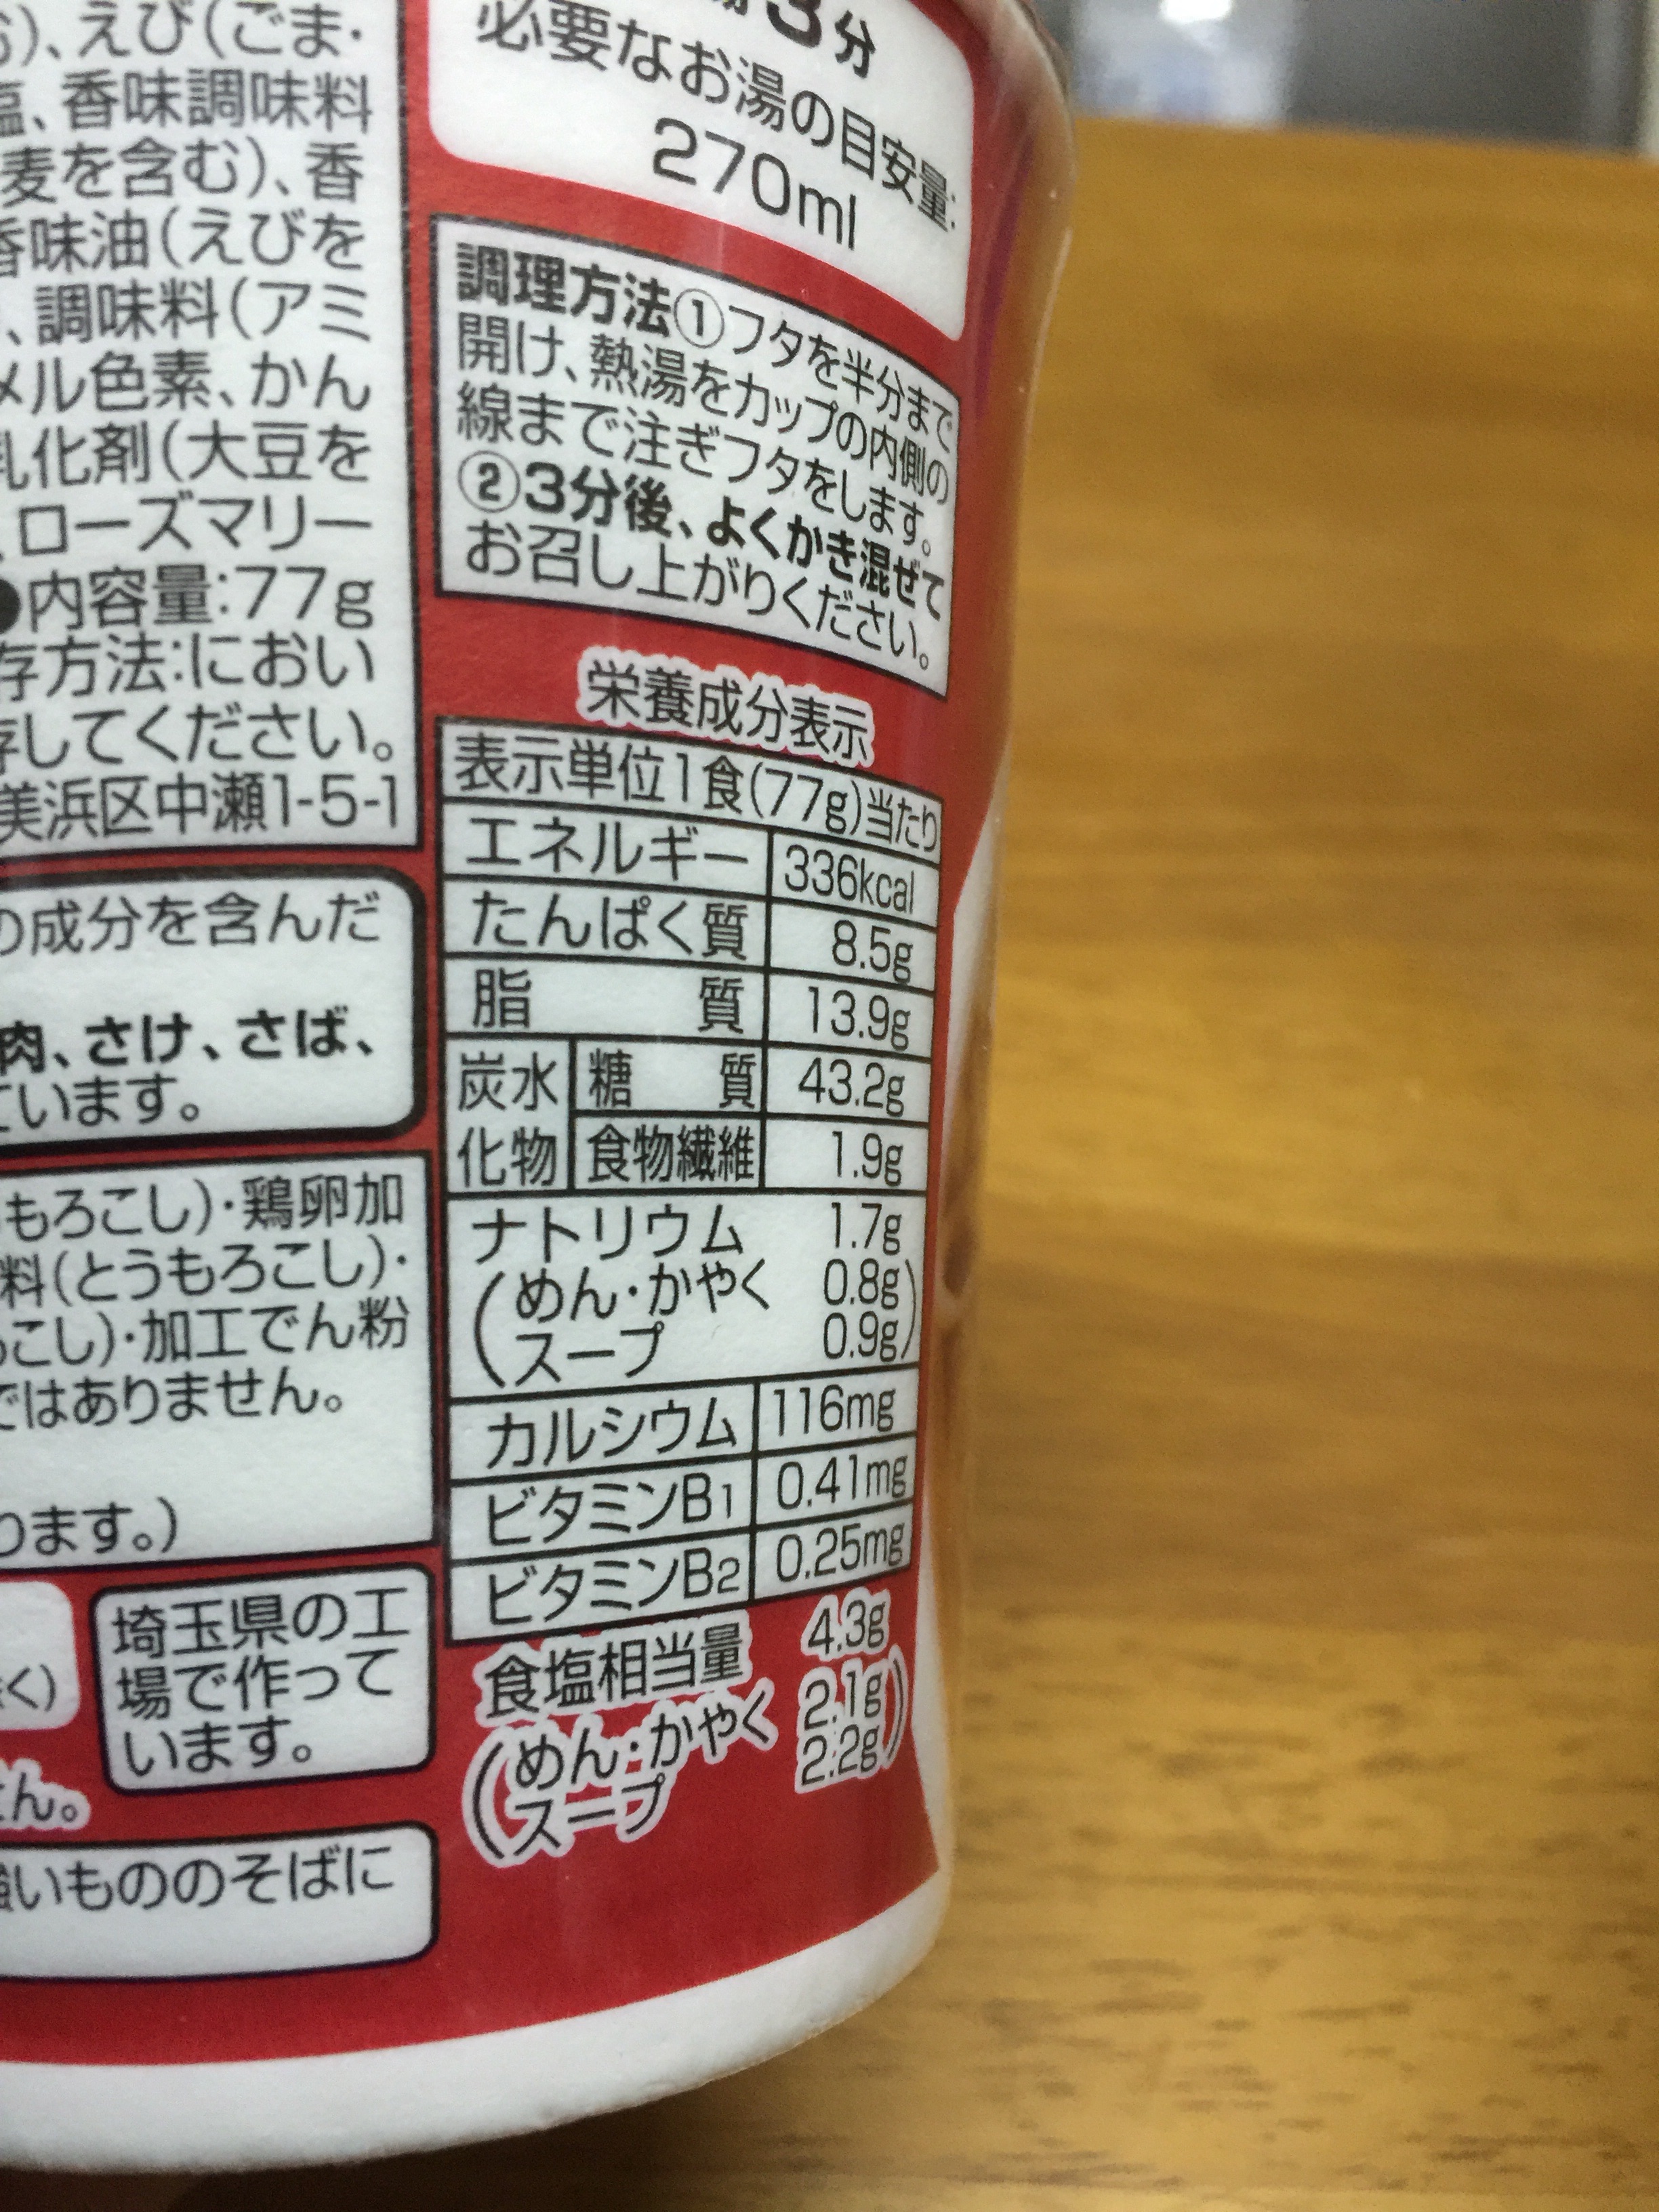 、えび(ごま・
塩、香味調味料
麦を含む)、香
香味油(えびを
、調味料(アミ
メル色素、かん
乳化剤(大豆を
、ローズマリー
●内容量:77g
存方法:におい
存してください。
美浜区中瀬1-5-1
の成分を含んだ
肉、さけ、さば、
ています。
もろこし)・鶏卵加
料(とうもろこし)・
ろこし)・加工でん粉
ではありません。
ります。)
く)
埼玉県の工
場で作って
います。
せん。
強いもののそばに
3分
必要なお湯の目安量:
270ml
調理方法①フタを半分まで
開け、熱湯をカップの内側の
線まで注ぎフタをします。
②3分後、よくかき混ぜて
お召し上がりください。
栄養成分表示
表示単位1食(77g)当たり
エネルギー 336kcal
たんぱく質 8.5g
脂質 13.9g
炭水化物 糖質 43.2g
食物繊維 1.9g
ナトリウム 1.7g
(めん・かやく 0.8g
スープ 0.9g)
カルシウム 116mg
ビタミンB1 0.41mg
ビタミンB2 0.25mg
食塩相当量 4.3g
(めん・かやく 2.1g
スープ 2.2g)